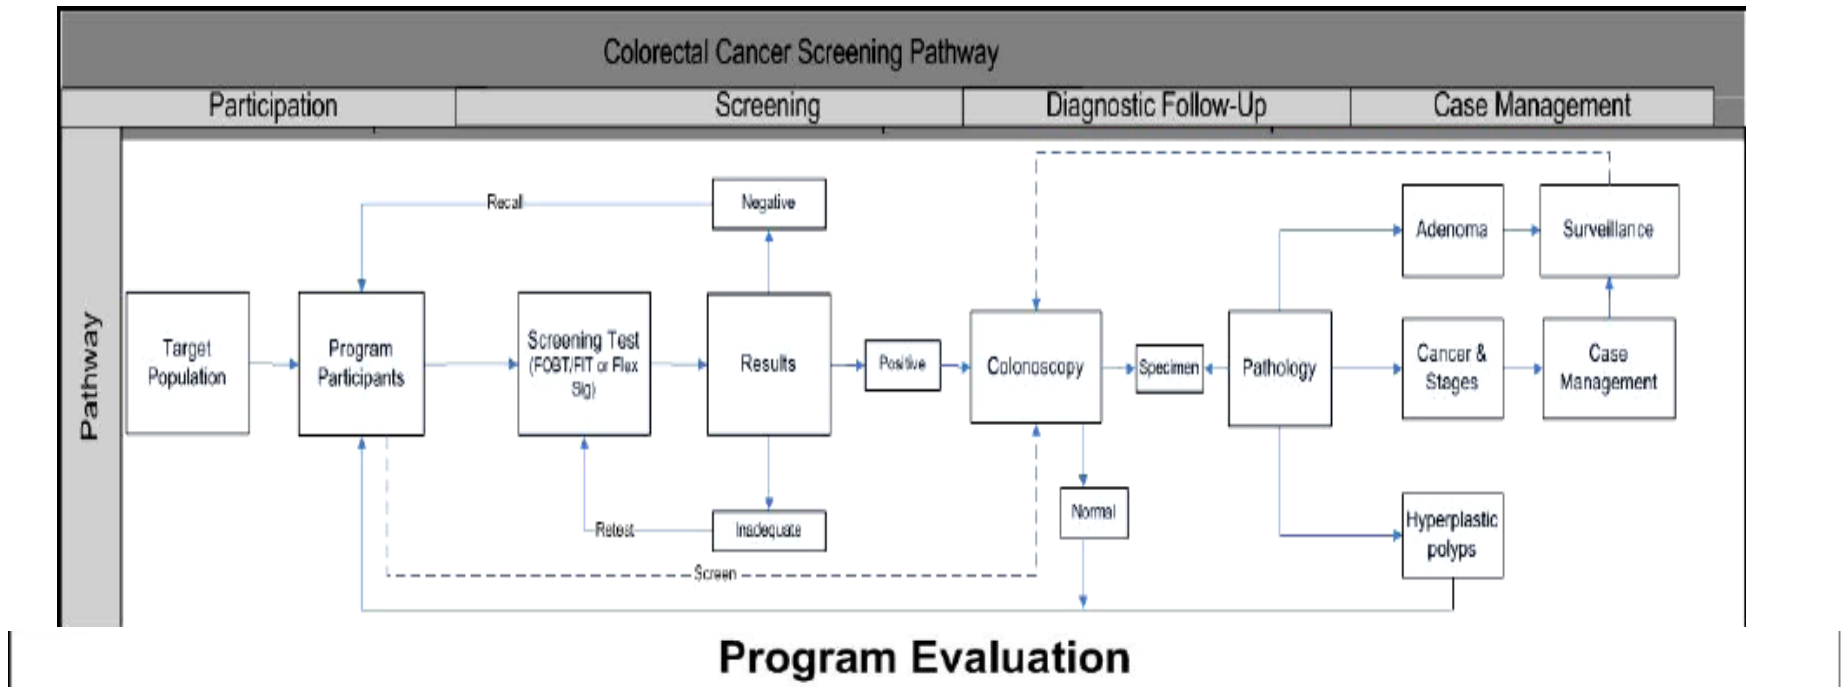 Colorectal Cancer Screening Pathway
Participation
Screening
Diagnostic Follow-Up
Case Management
Pathway
Recall
Negative
Adenoma
Surveillance
Target
Population
Program
Participants
Screening Test
(FOBT/FIT or Flex
Sig)
Results
Positive
Colonoscopy
Specimen
Pathology
Cancer &
Stages
Case
Management
Retest
Inadequate
Normal
Hyperplastic
polyps
Screen
Program Evaluation